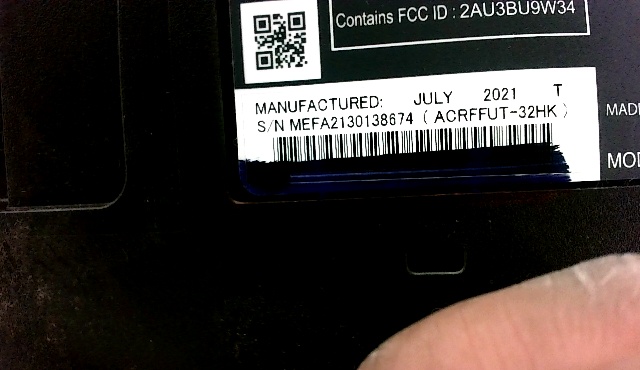 Contains FCC ID : 2AU3BU9W34
MANUFACTURED: JULY 2021 T
S/N MEFA2130138674 ( ACRFFUT-32HK )